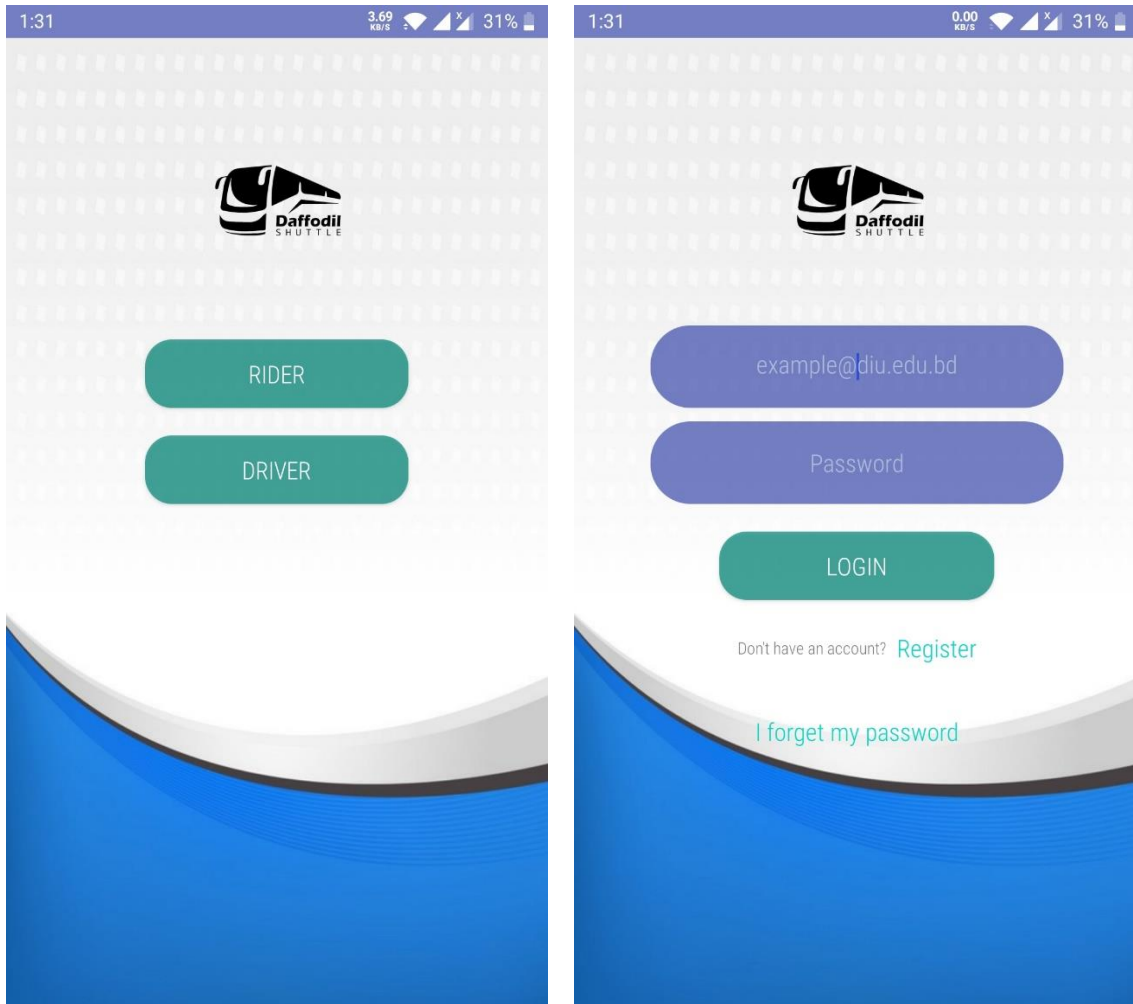 1:31 3.69 KB/S X 31%
Daffodil
SHUTTLE
RIDER
DRIVER
1:31 0.00 KB/S X 31%
Daffodil
SHUTTLE
example@diu.edu.bd
Password
LOGIN
Don't have an account? Register
I forget my password